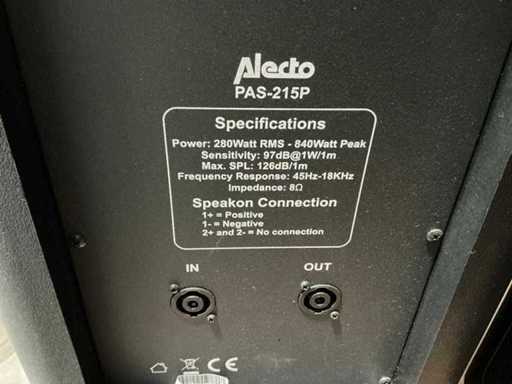 Alecto
PAS-215P
Specifications
Power: 280Watt RMS - 840Watt Peak
Sensitivity: 97dB@1W/1m
Max. SPL: 126dB/1m
Frequency Response: 45Hz-18KHz
Impedance: 8Ω
Speakon Connection
1+ = Positive
1- = Negative
2+ and 2- = No connection
IN OUT
CE